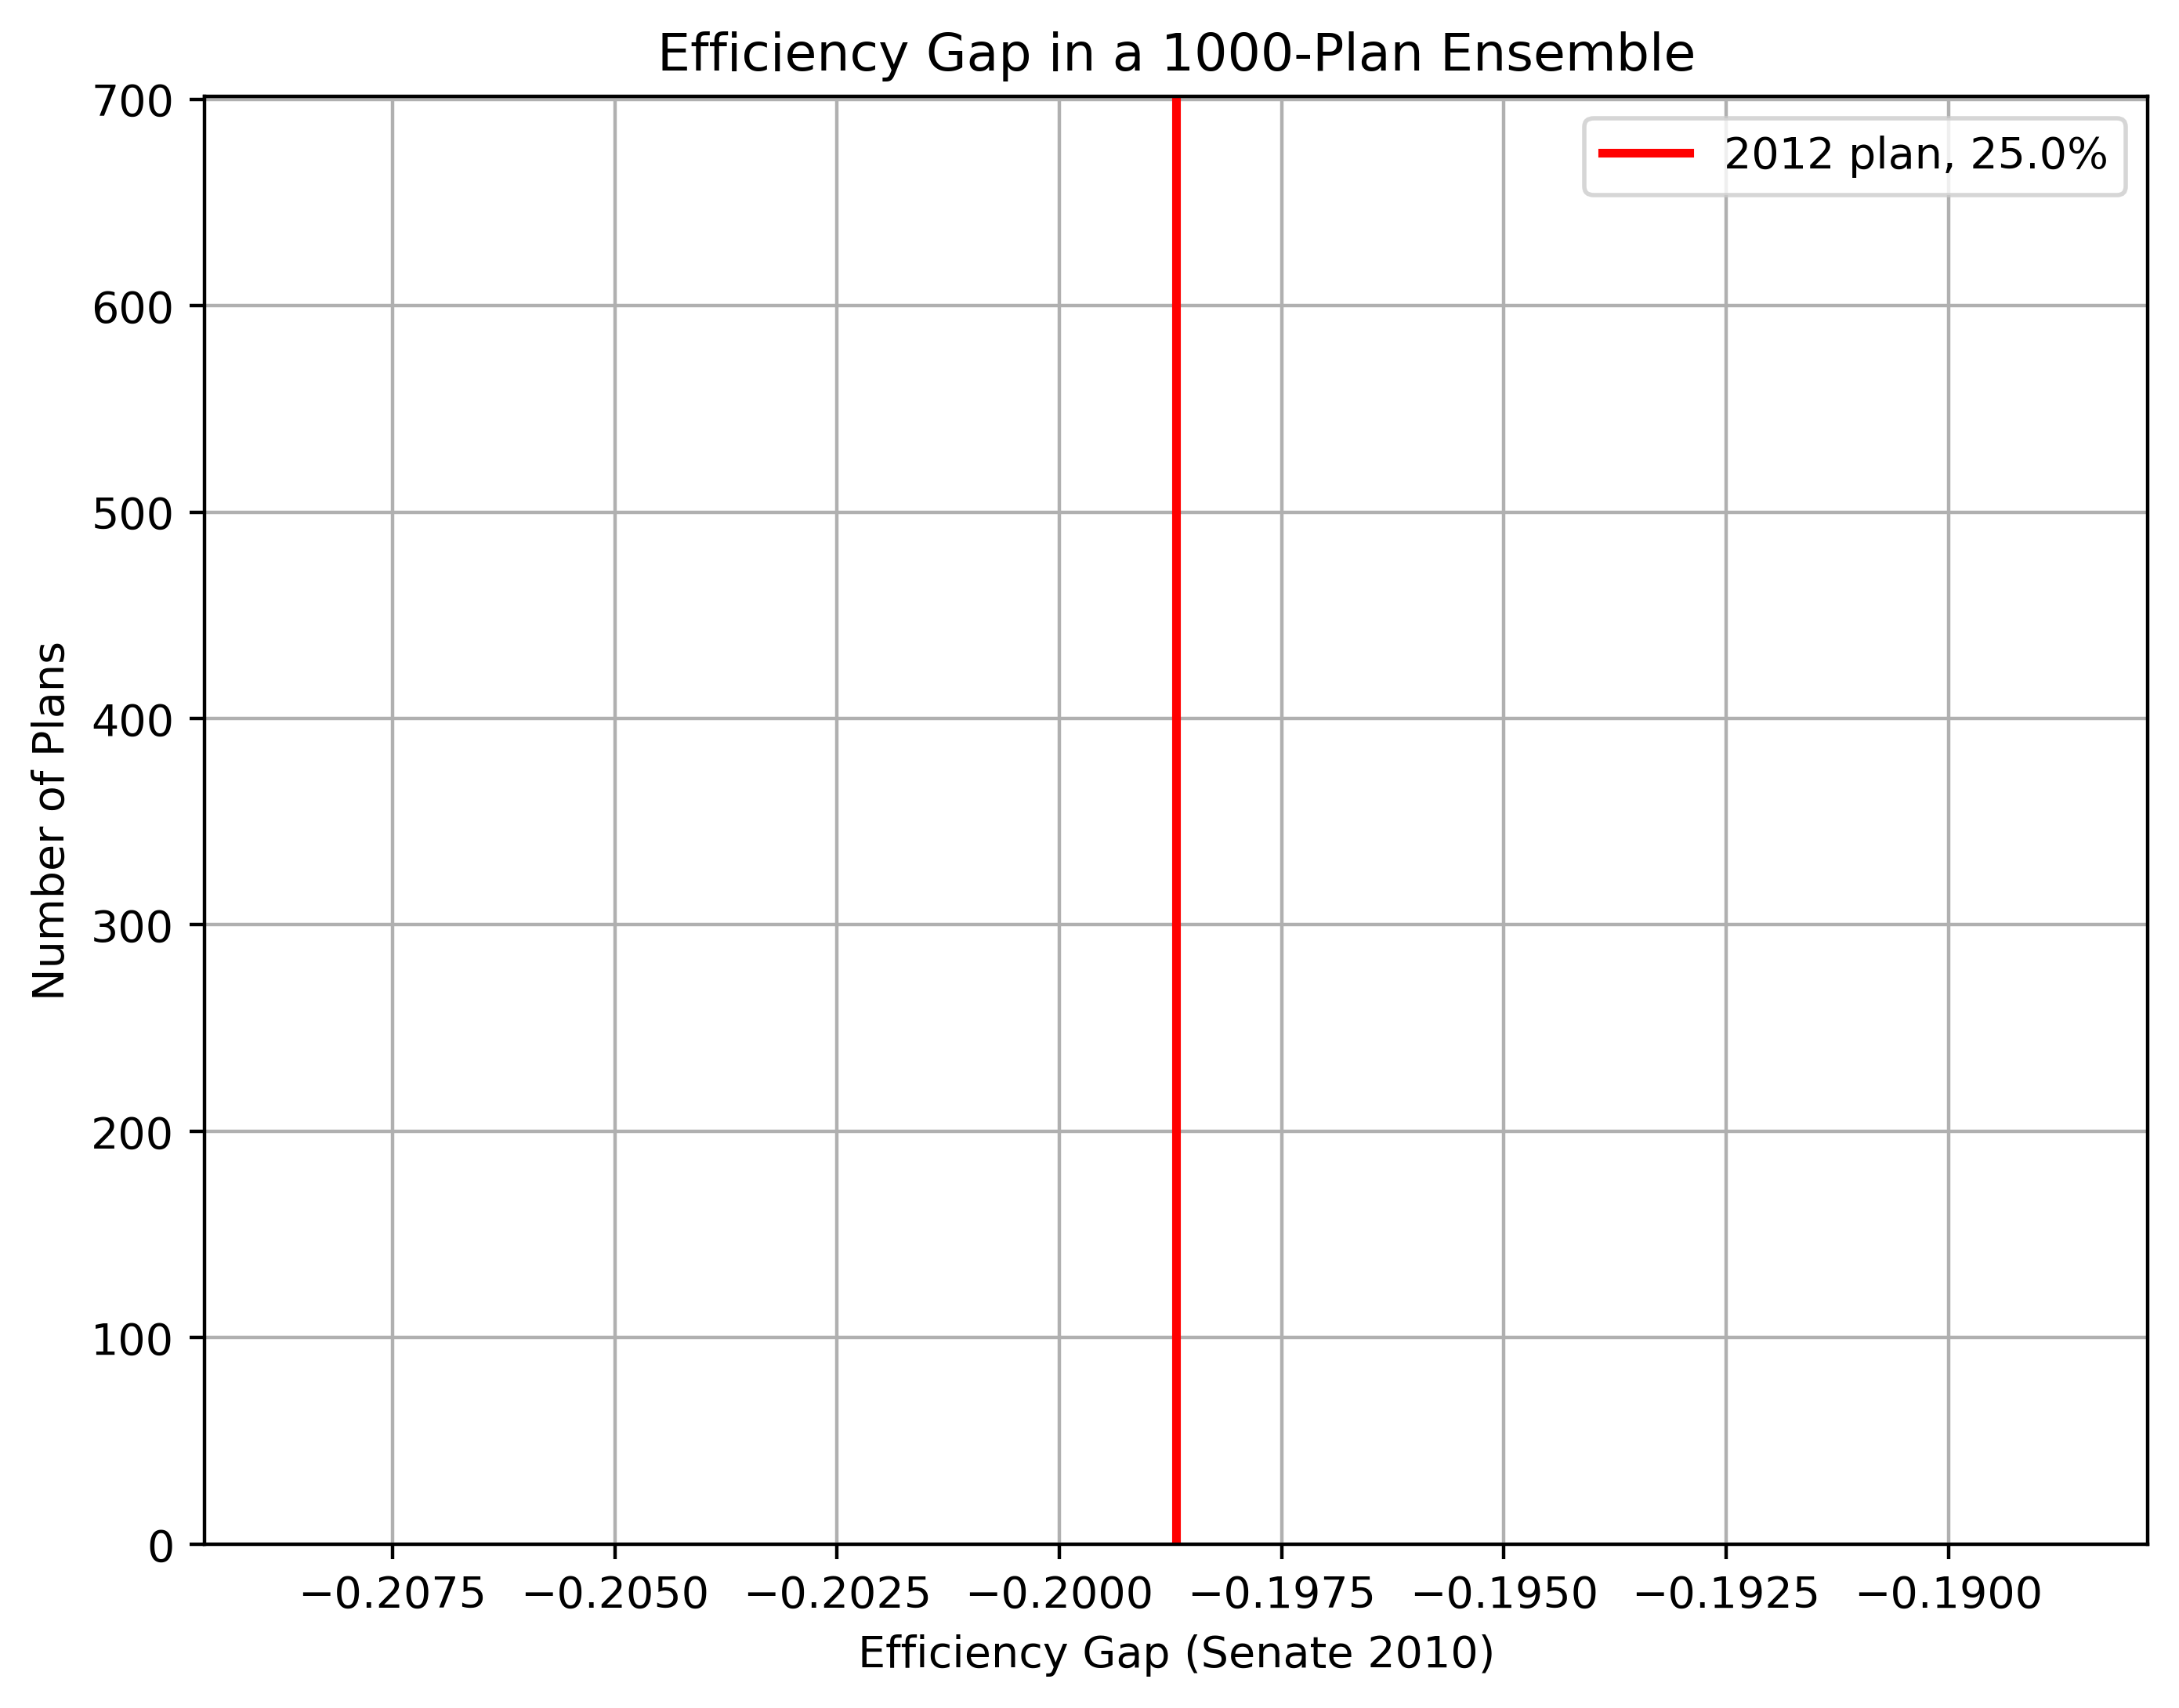 Efficiency Gap in a 1000-Plan Ensemble
2012 plan, 25.0%
Number of Plans
700
600
500
400
300
200
100
0
−0.2075 −0.2050 −0.2025 −0.2000 −0.1975 −0.1950 −0.1925 −0.1900
Efficiency Gap (Senate 2010)